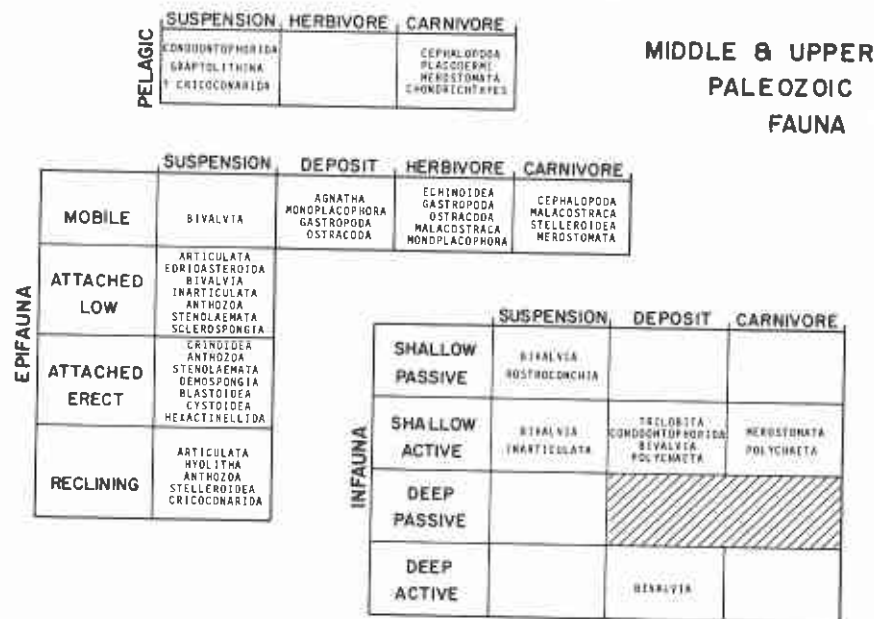 SUSPENSION HERBIVORE CARNIVORE
PELAGIC
CONODONTOPHORIDA
GRAPTOLITHINA
? CRICOCONARIDA
CEPHALOPODA
PLACODERMI
MEROSTOMATA
CHONDRICHTHYES
MIDDLE & UPPER
PALEOZOIC
FAUNA
SUSPENSION DEPOSIT HERBIVORE CARNIVORE
EPIFAUNA
MOBILE
BIVALVIA
AGNATHA
MONOPLACOPHORA
GASTROPODA
OSTRACODA
ECHINOIDEA
GASTROPODA
OSTRACODA
MALACOSTRACA
MONOPLACOPHORA
CEPHALOPODA
MALACOSTRACA
STELLEROIDEA
MEROSTOMATA
ATTACHED
LOW
ARTICULATA
EDRIOASTEROIDA
BIVALVIA
INARTICULATA
ANTHOZOA
STENOLAEMATA
SCLEROSPONGIA
ATTACHED
ERECT
CRINOIDEA
ANTHOZOA
STENOLAEMATA
DEMOSPONGIA
BLASTOIDEA
CYSTOIDEA
HEXACTINELLIDA
RECLINING
ARTICULATA
HYOLITHA
ANTHOZOA
STELLEROIDEA
CRICOCONARIDA
SUSPENSION DEPOSIT CARNIVORE
INFAUNA
SHALLOW
PASSIVE
BIVALVIA
ROSTROCONCHIA
SHALLOW
ACTIVE
BIVALVIA
INARTICULATA
TRILOBITA
CONODONTOPHORIDA
BIVALVIA
POLYCHAETA
MEROSTOMATA
POLYCHAETA
DEEP
PASSIVE
DEEP
ACTIVE
BIVALVIA